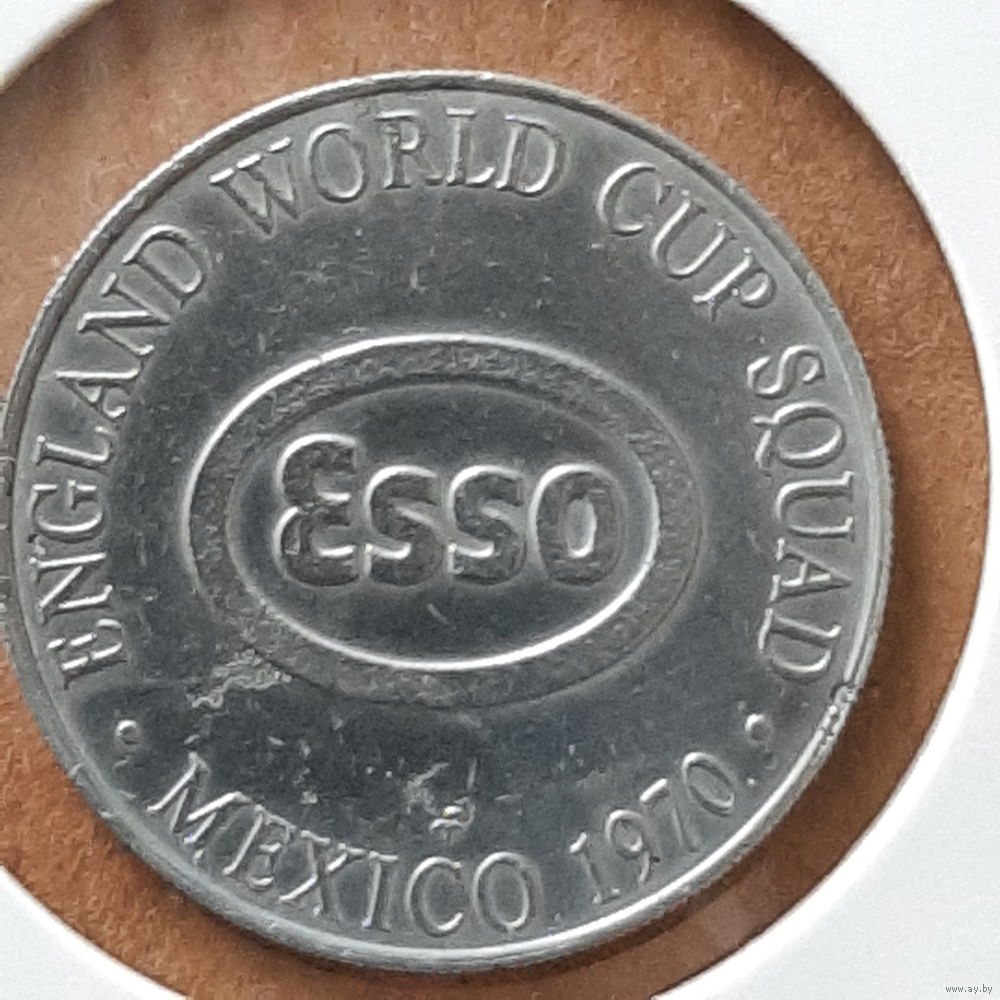 ENGLAND WORLD CUP SQUAD
Esso
• MEXICO. 1970. •
www.ay.by